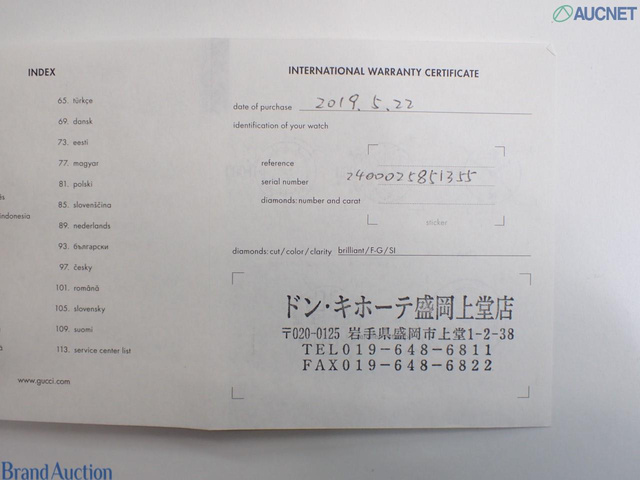 AUCNET
INDEX
65. türkçe
69. dansk
73. eesti
77. magyar
81. polski
85. slovenščina
indonesia
89. nederlands
93. български
97. česky
101. română
105. slovensky
109. suomi
113. service center list
www.gucci.com
INTERNATIONAL WARRANTY CERTIFICATE
date of purchase 2019.5.22
identification of your watch
reference
serial number 2400025851355
diamonds: number and carat
sticker
diamonds: cut/color/clarity brilliant/F-G/SI
ドン・キホーテ盛岡上堂店
〒020-0125 岩手県盛岡市上堂1-2-38
TEL019-648-6811
FAX019-648-6822
Brand Auction